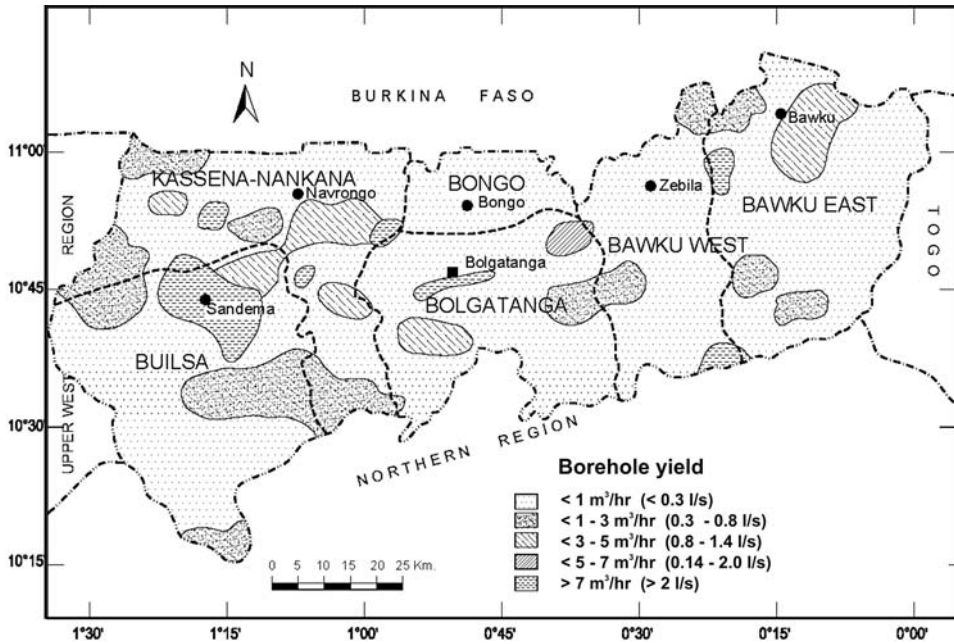 N
BURKINA FASO
Bawku
11°00
KASSENA-NANKANA
Navrongo
BONGO
Bongo
Zebila
BAWKU EAST
TOGO
REGION
BAWKU WEST
Bolgatanga
10°45
Sandema
BOLGATANGA
BUILSA
UPPER WEST
10°30
NORTHERN REGION
Borehole yield
< 1 m³/hr (< 0.3 l/s)
< 1 - 3 m³/hr (0.3 - 0.8 l/s)
< 3 - 5 m³/hr (0.8 - 1.4 l/s)
< 5 - 7 m³/hr (0.14 - 2.0 l/s)
> 7 m³/hr (> 2 l/s)
10°15
0 5 10 15 20 25 Km.
1°30' 1°15 1°00 0°45 0°30 0°15 0°00